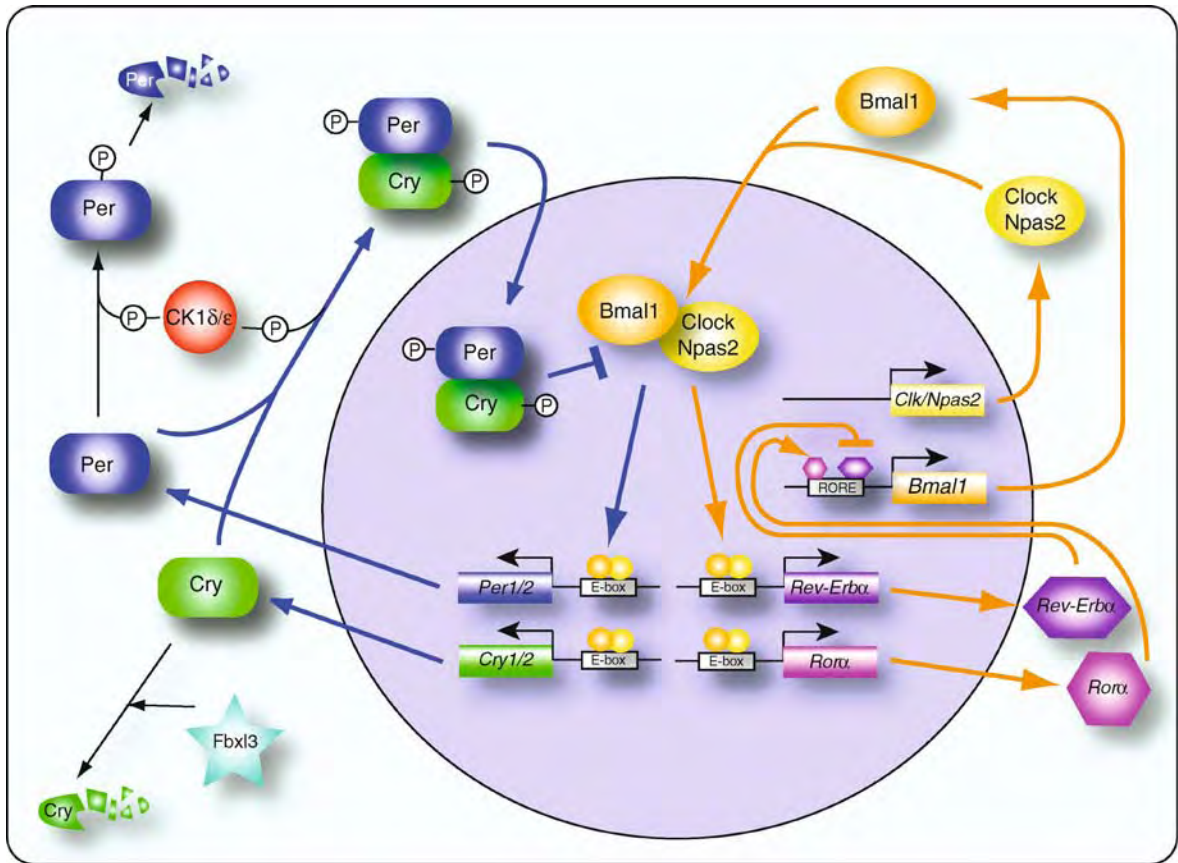 Per
P
Per
Cry
P
P
Per
P
CK1δ/ε
P
Per
Cry
Fbxl3
Cry
P
Per
Cry
P
Bmal1
Clock
Npas2
Bmal1
Clock
Npas2
Clk/Npas2
RORE
Bmal1
Per1/2
E-box
E-box
Rev-Erbα
Cry1/2
E-box
E-box
Rorα
Rev-Erbα
Rorα